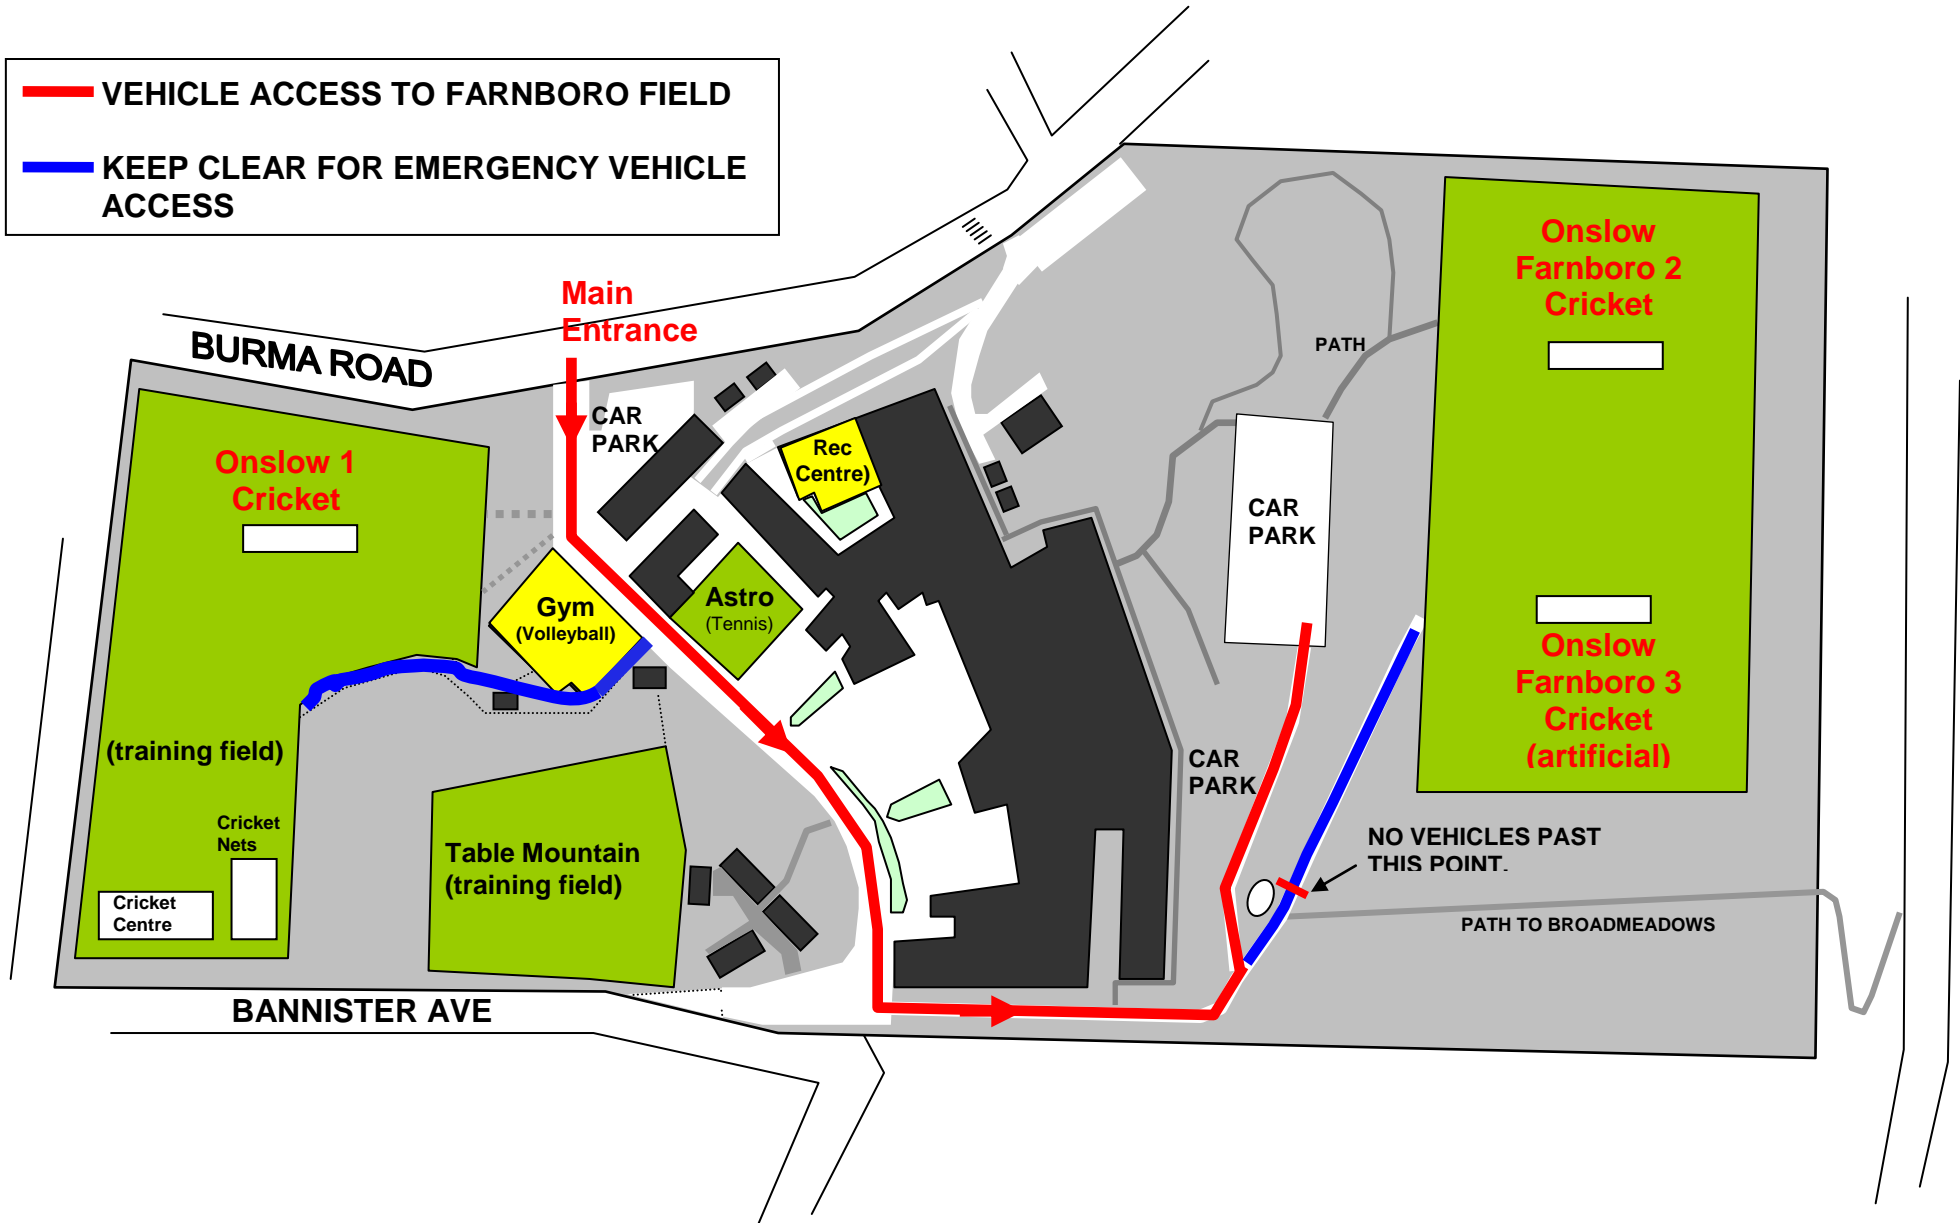 VEHICLE ACCESS TO FARNBORO FIELD
KEEP CLEAR FOR EMERGENCY VEHICLE
ACCESS
Main
Entrance
BURMA ROAD
CAR
PARK
Onslow 1
Cricket
Rec
Centre)
Gym
(Volleyball)
Astro
(Tennis)
(training field)
Cricket
Nets
Cricket
Centre
Table Mountain
(training field)
BANNISTER AVE
PATH
CAR
PARK
Onslow
Farnboro 2
Cricket
Onslow
Farnboro 3
Cricket
(artificial)
CAR
PARK
NO VEHICLES PAST
THIS POINT.
PATH TO BROADMEADOWS